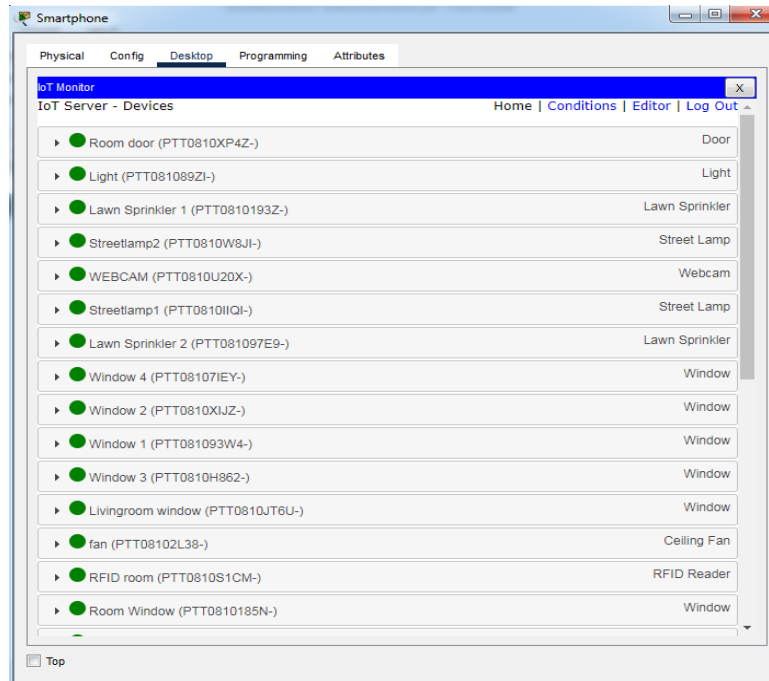 Smartphone
Physical Config Desktop Programming Attributes
IoT Monitor X
IoT Server - Devices Home | Conditions | Editor | Log Out
Room door (PTT0810XP4Z-) Door
Light (PTT081089ZI-) Light
Lawn Sprinkler 1 (PTT0810193Z-) Lawn Sprinkler
Streetlamp2 (PTT0810W8JI-) Street Lamp
WEBCAM (PTT0810U20X-) Webcam
Streetlamp1 (PTT0810IIQI-) Street Lamp
Lawn Sprinkler 2 (PTT081097E9-) Lawn Sprinkler
Window 4 (PTT08107IEY-) Window
Window 2 (PTT0810XIJZ-) Window
Window 1 (PTT081093W4-) Window
Window 3 (PTT0810H862-) Window
Livingroom window (PTT0810JT6U-) Window
fan (PTT08102L38-) Ceiling Fan
RFID room (PTT0810S1CM-) RFID Reader
Room Window (PTT0810185N-) Window
Top